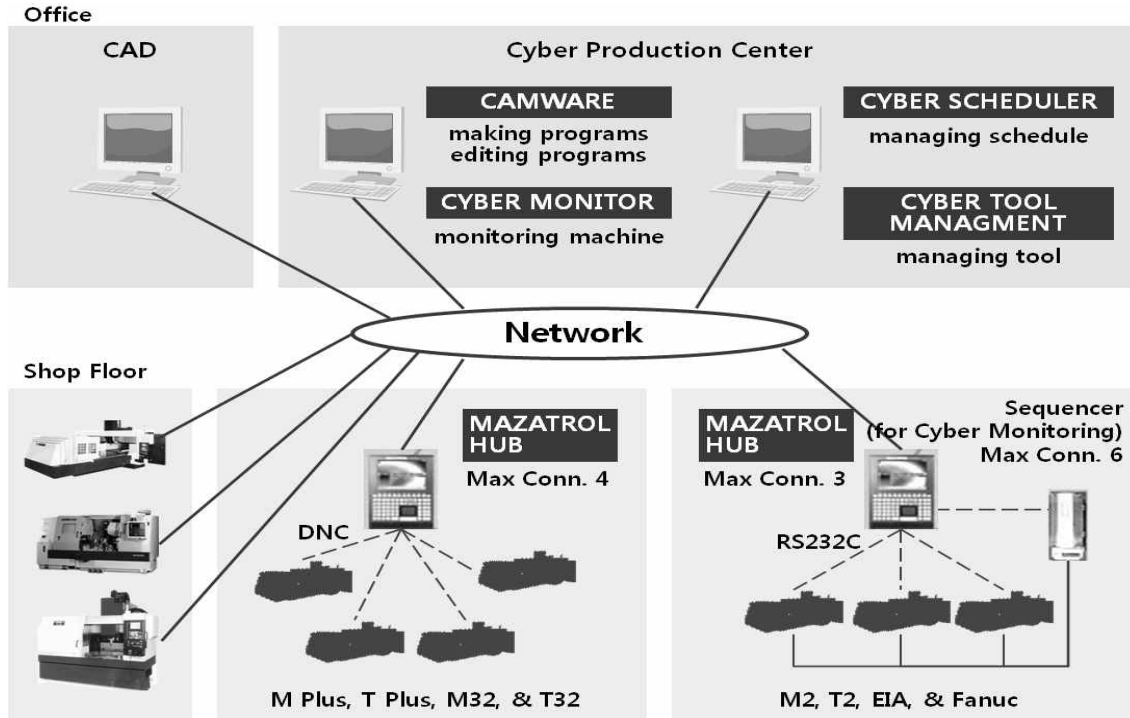 Office
CAD
Cyber Production Center
CAMWARE
making programs
editing programs
CYBER MONITOR
monitoring machine
CYBER SCHEDULER
managing schedule
CYBER TOOL
MANAGMENT
managing tool
Network
Shop Floor
MAZATROL
HUB
Max Conn. 4
DNC
M Plus, T Plus, M32, & T32
MAZATROL
HUB
Max Conn. 3
Sequencer
(for Cyber Monitoring)
Max Conn. 6
RS232C
M2, T2, EIA, & Fanuc